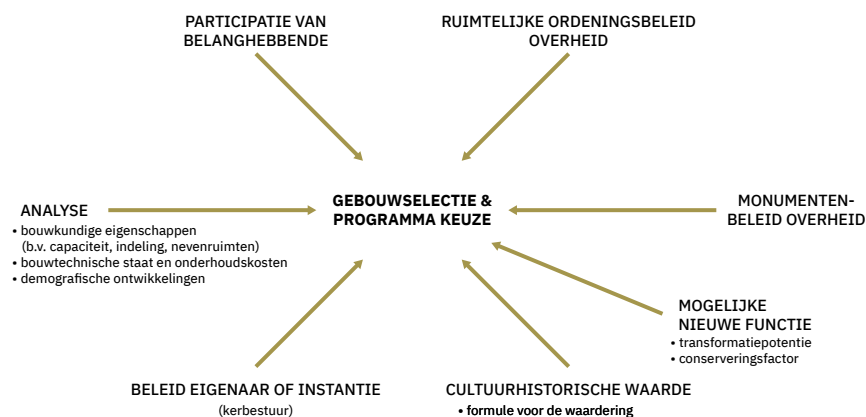 PARTICIPATIE VAN
BELANGHEBBENDE
RUIMTELIJKE ORDENINGSBELEID
OVERHEID
GEBOUWSELECTIE &
PROGRAMMA KEUZE
ANALYSE
• bouwkundige eigenschappen
(b.v. capaciteit, indeling, nevenruimten)
• bouwtechnische staat en onderhoudskosten
• demografische ontwikkelingen
MONUMENTEN-
BELEID OVERHEID
MOGELIJKE
NIEUWE FUNCTIE
• transformatiepotentie
• conserveringsfactor
BELEID EIGENAAR OF INSTANTIE
(kerbestuur)
CULTUURHISTORISCHE WAARDE
• formule voor de waardering